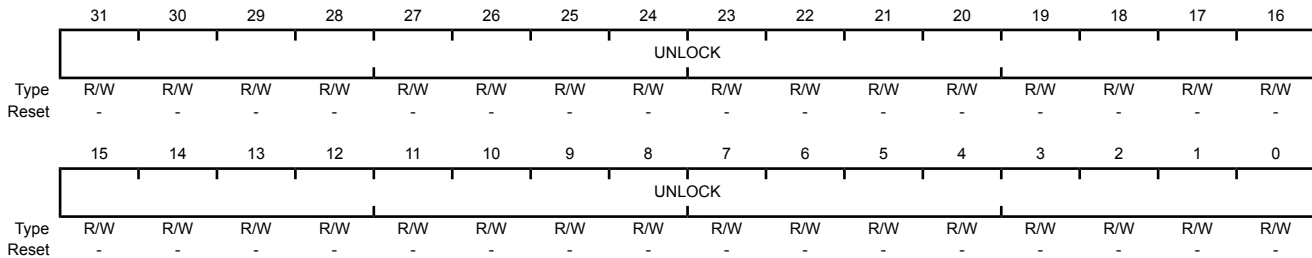 31 30 29 28 27 26 25 24 23 22 21 20 19 18 17 16
UNLOCK
Type R/W R/W R/W R/W R/W R/W R/W R/W R/W R/W R/W R/W R/W R/W R/W R/W
Reset - - - - - - - - - - - - - - - -
15 14 13 12 11 10 9 8 7 6 5 4 3 2 1 0
UNLOCK
Type R/W R/W R/W R/W R/W R/W R/W R/W R/W R/W R/W R/W R/W R/W R/W R/W
Reset - - - - - - - - - - - - - - - -